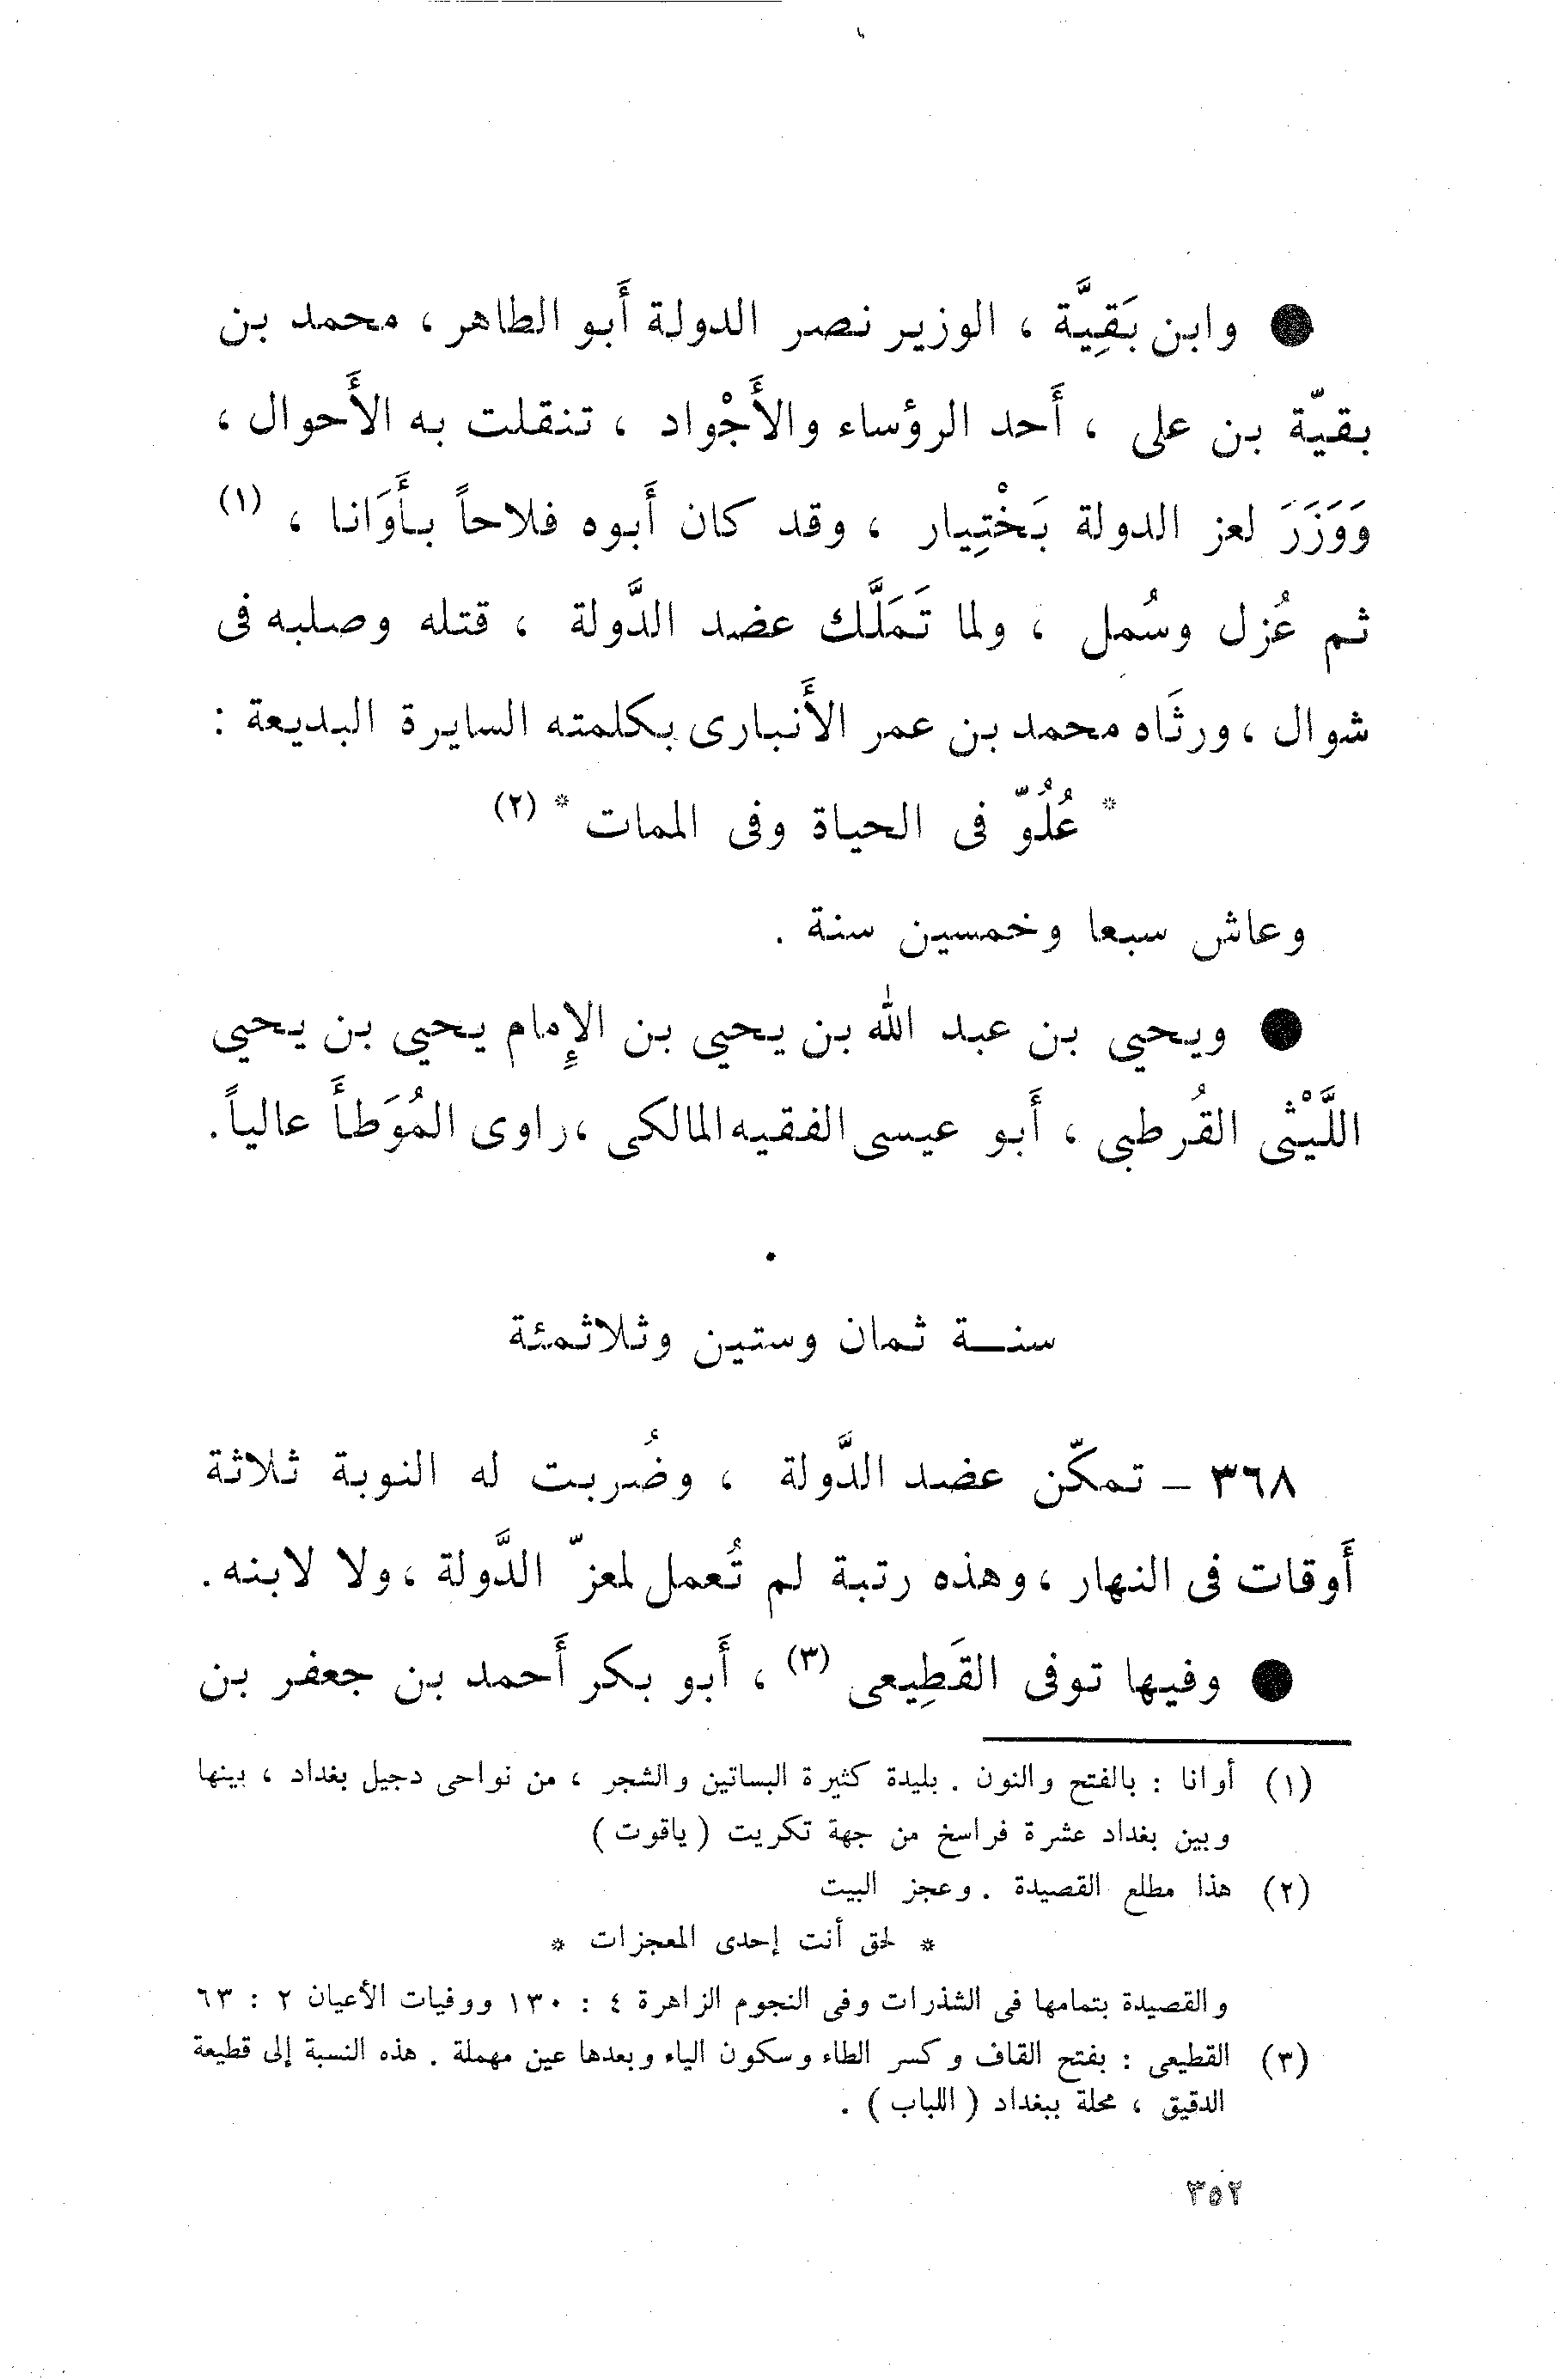 ● وابن بَقِيَّة ، الوزير نصر الدولة أَبو الطاهر ، محمد بن
بقيّة بن على ، أَحد الرؤساء والأَجْواد ، تنقلت به الأَحوال ،
وَوَزَرَ لعز الدولة بَخْتِيار ، وقد كان أَبوه فلاحاً بأَوَانا ، (١)
ثم عُزل وسُمل ، ولما تَمَلَّك عضد الدَّولة ، قتله وصلبه فى
شوال ، ورثَاه محمد بن عمر الأَنبارى بكلمته السايرة البديعة :
* عُلُوّ فى الحياة وفى الممات * (٢)
وعاش سبعا وخمسين سنة .
● ويحيى بن عبد الله بن يحيى بن الإِمام يحيى بن يحيى
اللَّيْثى القُرطبى ، أَبو عيسى الفقيه المالكى ، راوى المُوَطأَ عالياً .
•
سنــة ثمان وستين وثلاثمئة
٣٦٨ – تمكّن عضد الدَّولة ، وضُربت له النوبة ثلاثة
أَوقات فى النهار ، وهذه رتبة لم تُعمل لمعزّ الدَّولة ، ولا لابنه .
● وفيها توفى القَطِيعى (٣) ، أَبو بكر أَحمد بن جعفر بن
(١) أوانا : بالفتح والنون . بليدة كثيرة البساتين والشجر ، من نواحى دجيل بغداد ، بينها
وبين بغداد عشرة فراسخ من جهة تكريت ( ياقوت )
(٢) هذا مطلع القصيدة . وعجز البيت
* لحق أنت إحدى المعجزات *
والقصيدة بتمامها فى الشذرات وفى النجوم الزاهرة ٤ : ١٣٠ ووفيات الأعيان ٢ : ٦٣
(٣) القطيعى : بفتح القاف وكسر الطاء وسكون الياء وبعدها عين مهملة . هذه النسبة إلى قطيعة
الدقيق ، محلة ببغداد ( اللباب ) .
٣٥٢